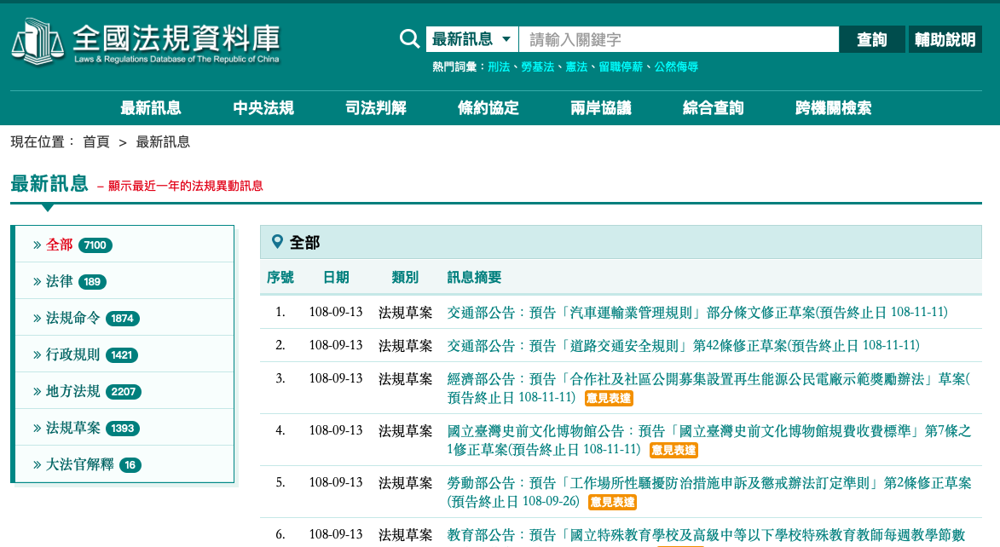 全國法規資料庫
Laws & Regulations Database of The Republic of China
最新訊息 請輸入關鍵字 查詢 輔助說明
熱門詞彙：刑法、勞基法、憲法、留職停薪、公然侮辱
最新訊息 中央法規 司法判解 條約協定 兩岸協議 綜合查詢 跨機關檢索
現在位置： 首頁 > 最新訊息
最新訊息 – 顯示最近一年的法規異動訊息
» 全部 7100
» 法律 189
» 法規命令 1874
» 行政規則 1421
» 地方法規 2207
» 法規草案 1393
» 大法官解釋 16
全部
序號 日期 類別 訊息摘要
1. 108-09-13 法規草案 交通部公告：預告「汽車運輸業管理規則」部分條文修正草案(預告終止日 108-11-11)
2. 108-09-13 法規草案 交通部公告：預告「道路交通安全規則」第42條修正草案(預告終止日 108-11-11)
3. 108-09-13 法規草案 經濟部公告：預告「合作社及社區公開募集設置再生能源公民電廠示範獎勵辦法」草案(
預告終止日 108-11-11) 意見表達
4. 108-09-13 法規草案 國立臺灣史前文化博物館公告：預告「國立臺灣史前文化博物館規費收費標準」第7條之
1修正草案(預告終止日 108-11-11) 意見表達
5. 108-09-13 法規草案 勞動部公告：預告「工作場所性騷擾防治措施申訴及懲戒辦法訂定準則」第2條修正草案
(預告終止日 108-09-26) 意見表達
6. 108-09-13 法規草案 教育部公告：預告「國立特殊教育學校及高級中等以下學校特殊教育教師每週教學節數